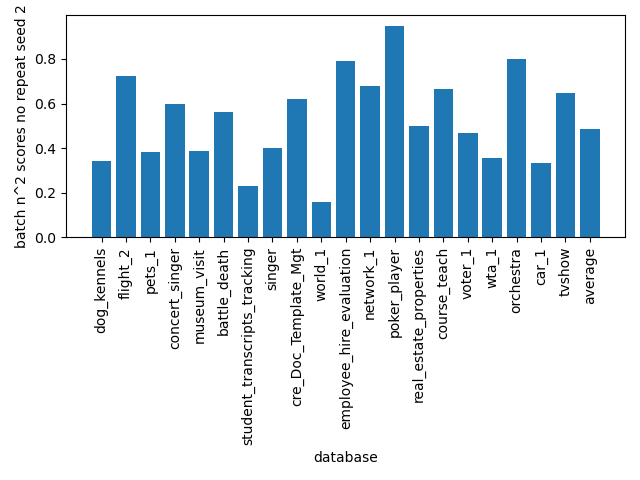 batch n^2 scores no repeat seed 2
0.8
0.6
0.4
0.2
0.0
dog_kennels
flight_2
pets_1
concert_singer
museum_visit
battle_death
student_transcripts_tracking
singer
cre_Doc_Template_Mgt
world_1
employee_hire_evaluation
network_1
poker_player
real_estate_properties
course_teach
voter_1
wta_1
orchestra
car_1
tvshow
average
database